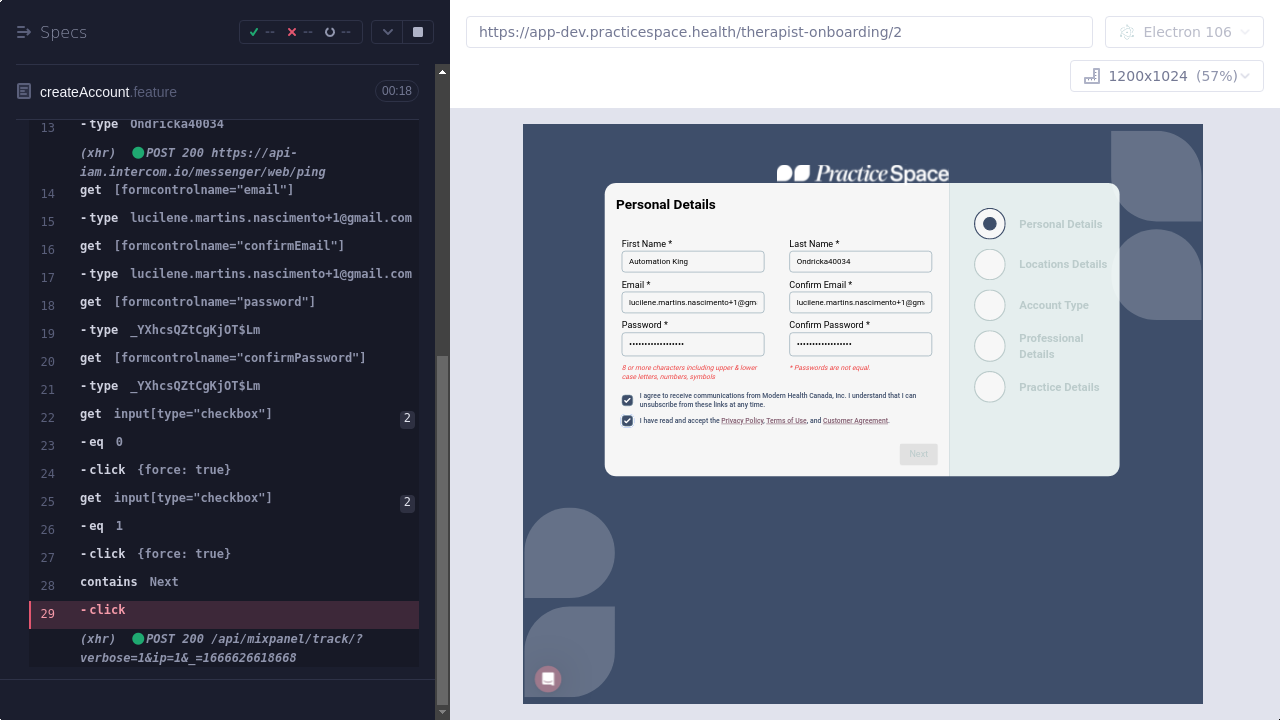 Specs
--
--
--
createAccount.feature
00:18
13 -type Ondricka40034
(xhr) POST 200 https://api-
iam.intercom.io/messenger/web/ping
14 get [formcontrolname="email"]
15 -type lucilene.martins.nascimento+1@gmail.com
16 get [formcontrolname="confirmEmail"]
17 -type lucilene.martins.nascimento+1@gmail.com
18 get [formcontrolname="password"]
19 -type _YXhcsQZtCgKjOT$Lm
20 get [formcontrolname="confirmPassword"]
21 -type _YXhcsQZtCgKjOT$Lm
22 get input[type="checkbox"] 2
23 -eq 0
24 -click {force: true}
25 get input[type="checkbox"] 2
26 -eq 1
27 -click {force: true}
28 contains Next
29 -click
(xhr) POST 200 /api/mixpanel/track/?
verbose=1&ip=1&_=1666626618668
https://app-dev.practicespace.health/therapist-onboarding/2
Electron 106
1200x1024 (57%)
PracticeSpace
Personal Details
First Name *
Last Name *
Automation King
Ondricka40034
Email *
Confirm Email *
lucilene.martins.nascimento+1@gm
lucilene.martins.nascimento+1@gm
Password *
Confirm Password *
••••••••••••••••••
••••••••••••••••••
8 or more characters including upper & lower
case letters, numbers, symbols
* Passwords are not equal.
I agree to receive communications from Modern Health Canada, Inc. I understand that I can
unsubscribe from these links at any time.
I have read and accept the Privacy Policy, Terms of Use, and Customer Agreement.
Next
Personal Details
Locations Details
Account Type
Professional
Details
Practice Details